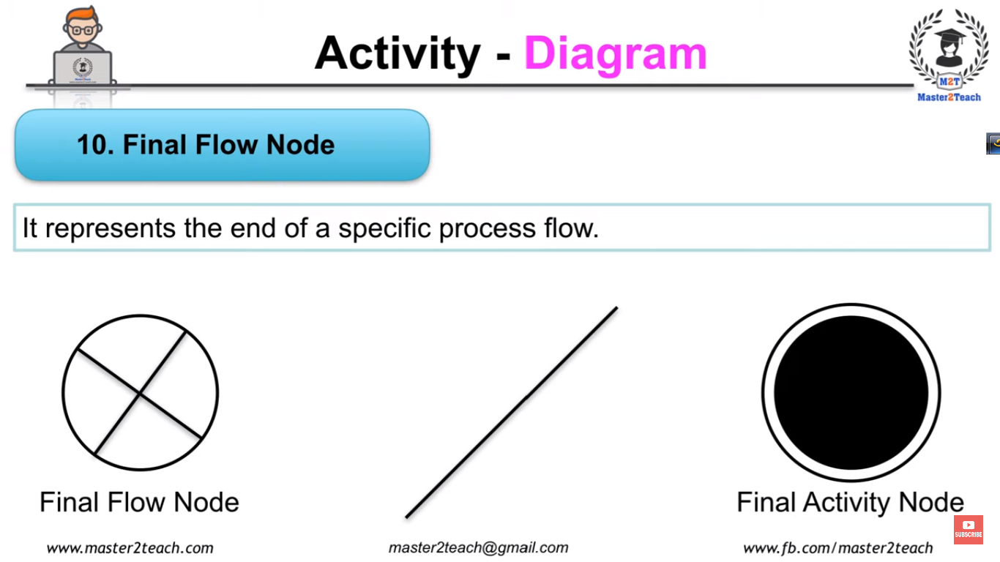 Activity - Diagram
M2T
Master2Teach
10. Final Flow Node
It represents the end of a specific process flow.
Final Flow Node
Final Activity Node
SUBSCRIBE
www.master2teach.com
master2teach@gmail.com
www.fb.com/master2teach